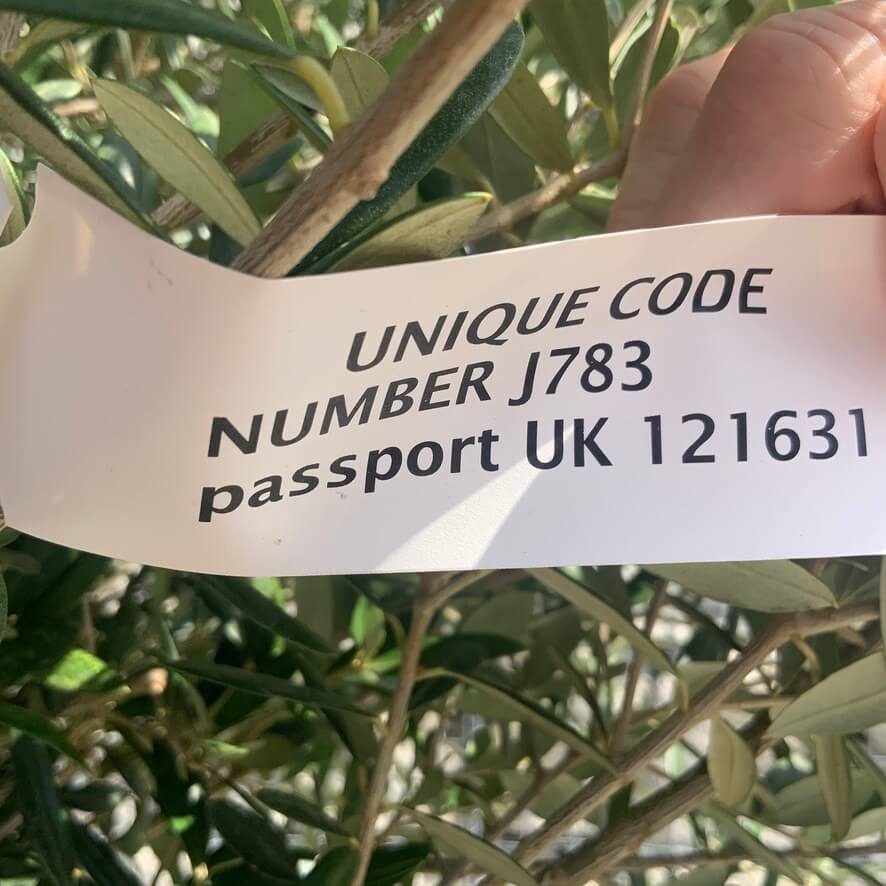 UNIQUE CODE
NUMBER J783
passport UK 121631